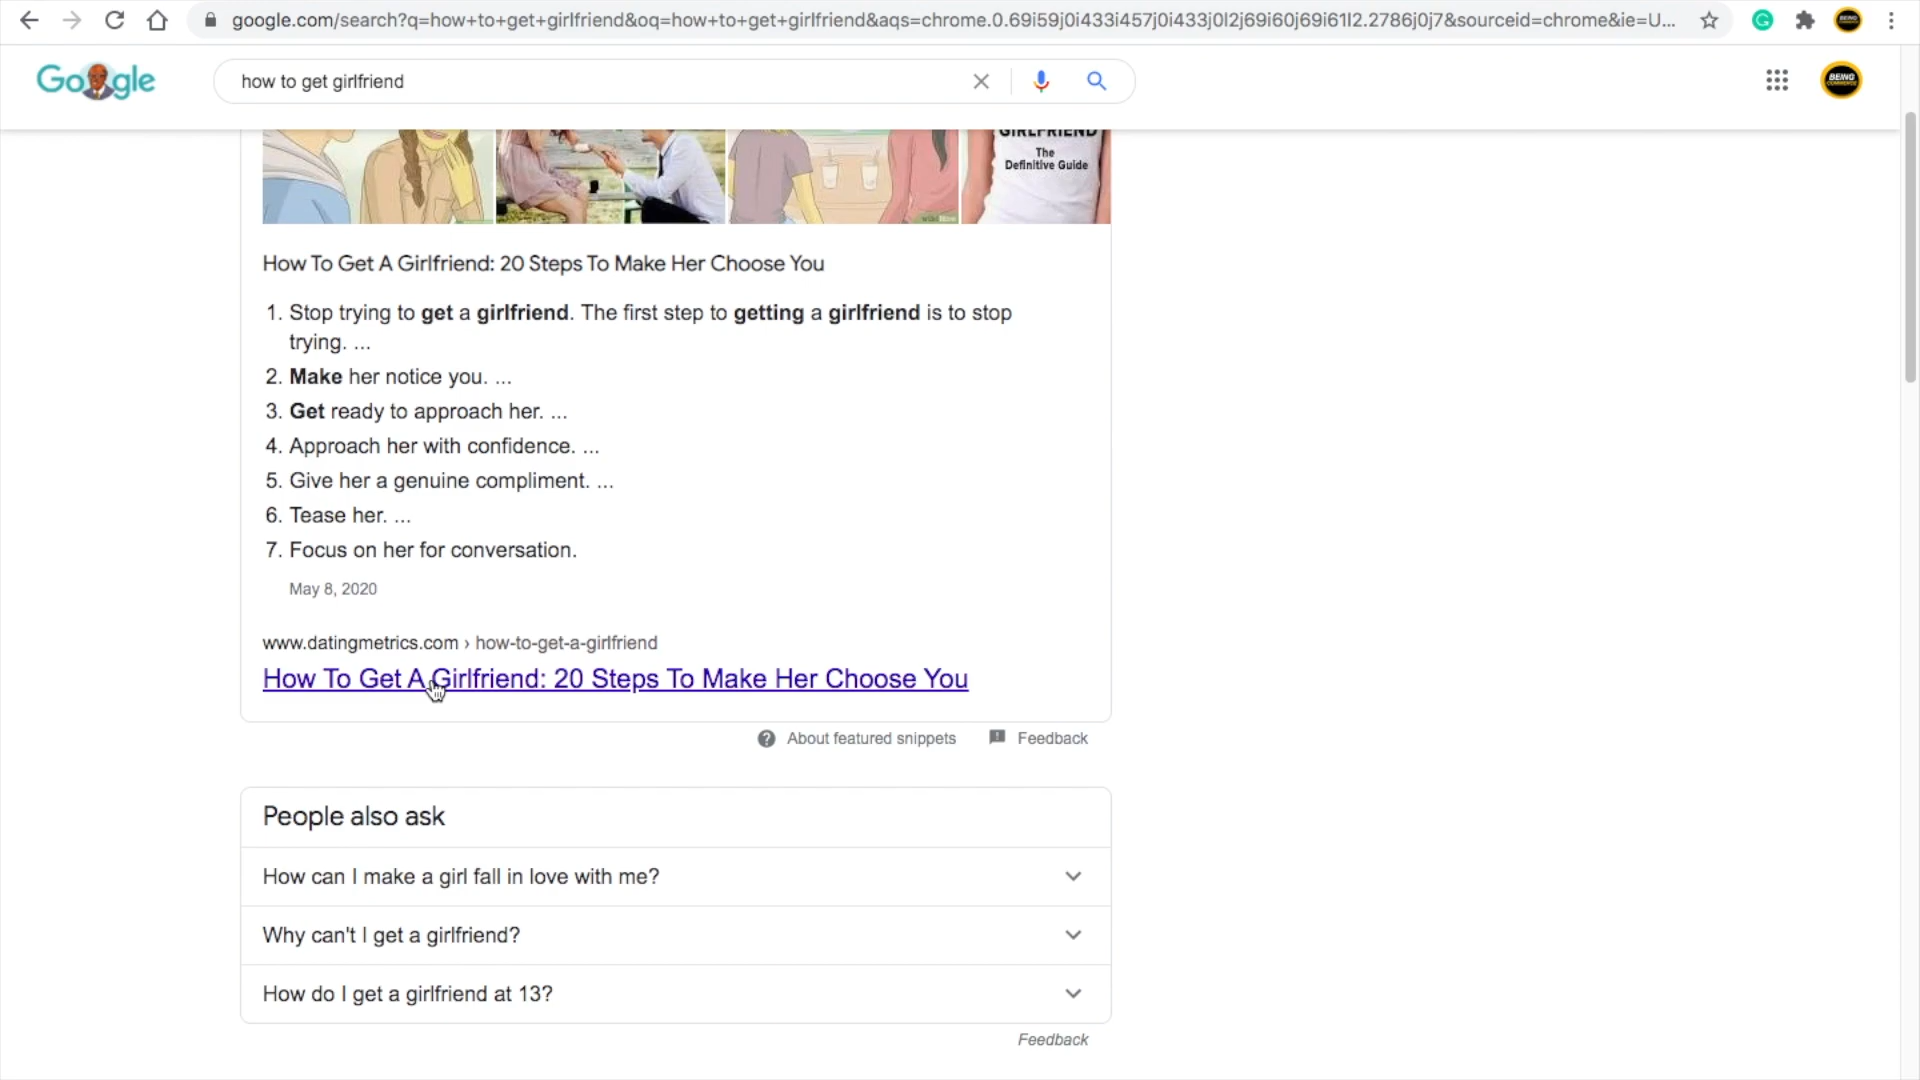 google.com/search?q=how+to+get+girlfriend&oq=how+to+get+girlfriend&aqs=chrome.0.69i59j0i433i457j0i433j0l2j69i60j69i61l2.2786j0j7&sourceid=chrome&ie=U...
Google
how to get girlfriend
BEING
GIRLFRIEND
The
Definitive Guide
How To Get A Girlfriend: 20 Steps To Make Her Choose You
1. Stop trying to get a girlfriend. The first step to getting a girlfriend is to stop
trying. ...
2. Make her notice you. ...
3. Get ready to approach her. ...
4. Approach her with confidence. ...
5. Give her a genuine compliment. ...
6. Tease her. ...
7. Focus on her for conversation.
May 8, 2020
www.datingmetrics.com › how-to-get-a-girlfriend
How To Get A Girlfriend: 20 Steps To Make Her Choose You
About featured snippets
Feedback
People also ask
How can I make a girl fall in love with me?
Why can't I get a girlfriend?
How do I get a girlfriend at 13?
Feedback